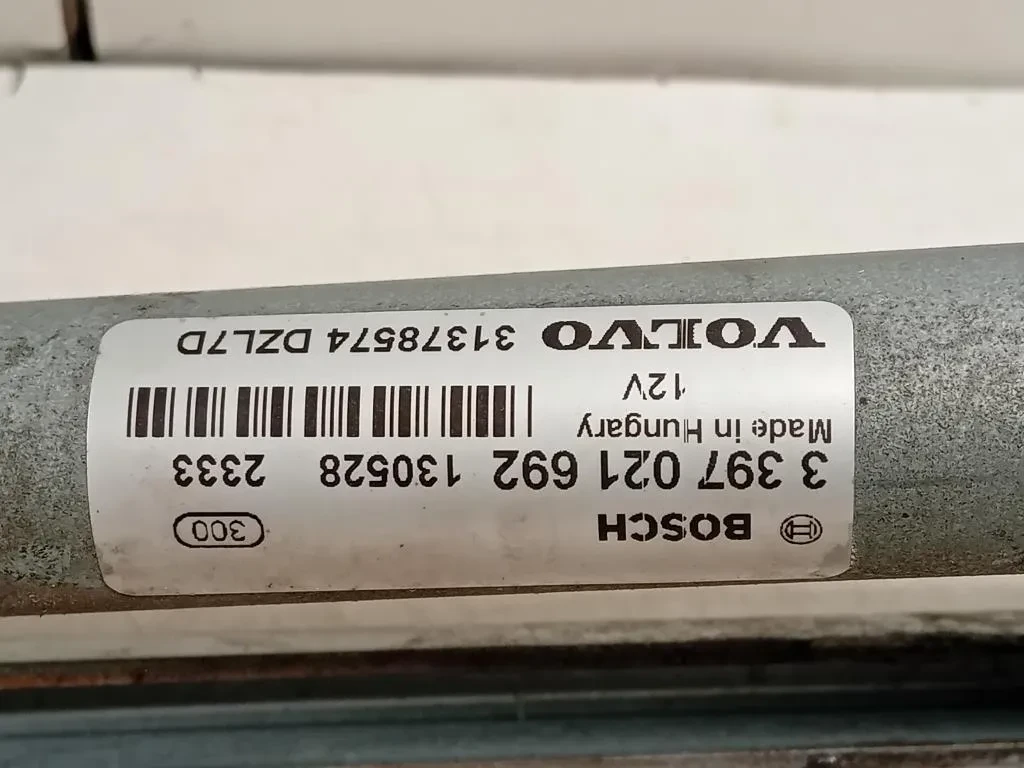 BOSCH 300
3 397 021 692 130528 2333
Made in Hungary
12V
VOLVO 31378574 DZL7D